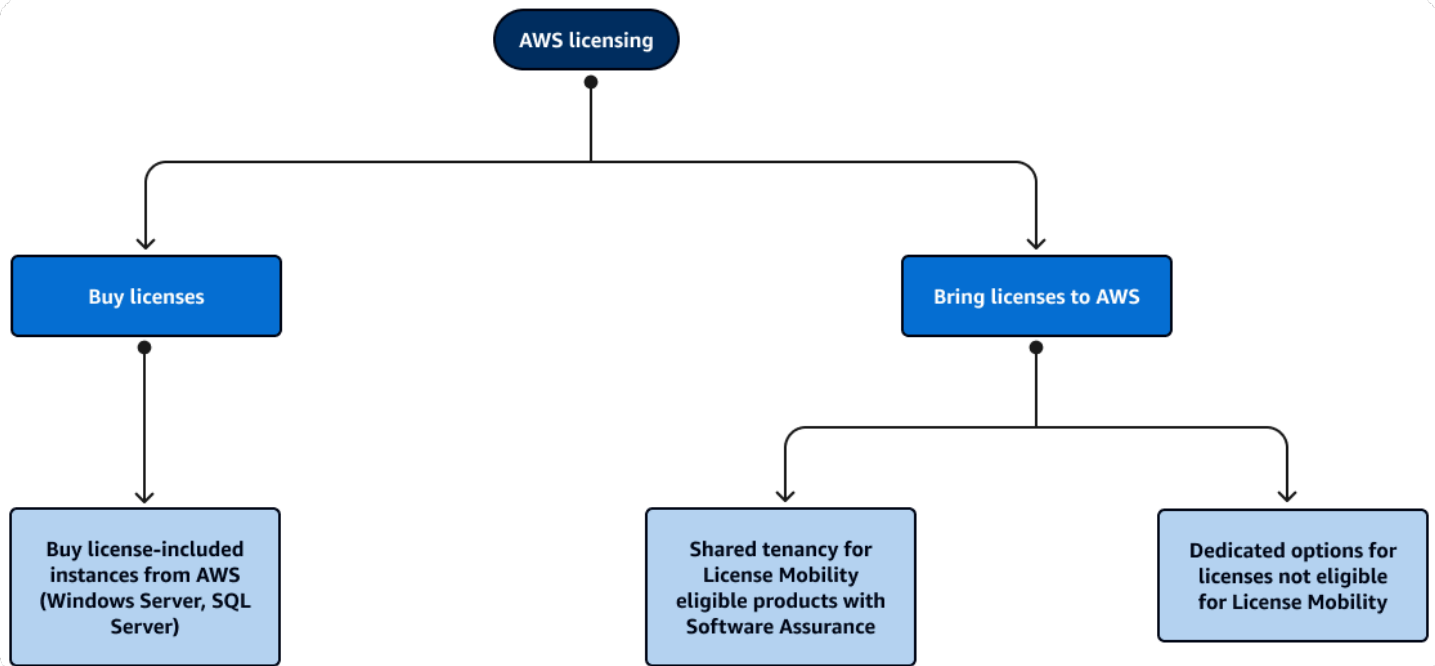 AWS licensing
Buy licenses
Bring licenses to AWS
Buy license-included
instances from AWS
(Windows Server, SQL
Server)
Shared tenancy for
License Mobility
eligible products with
Software Assurance
Dedicated options for
licenses not eligible
for License Mobility